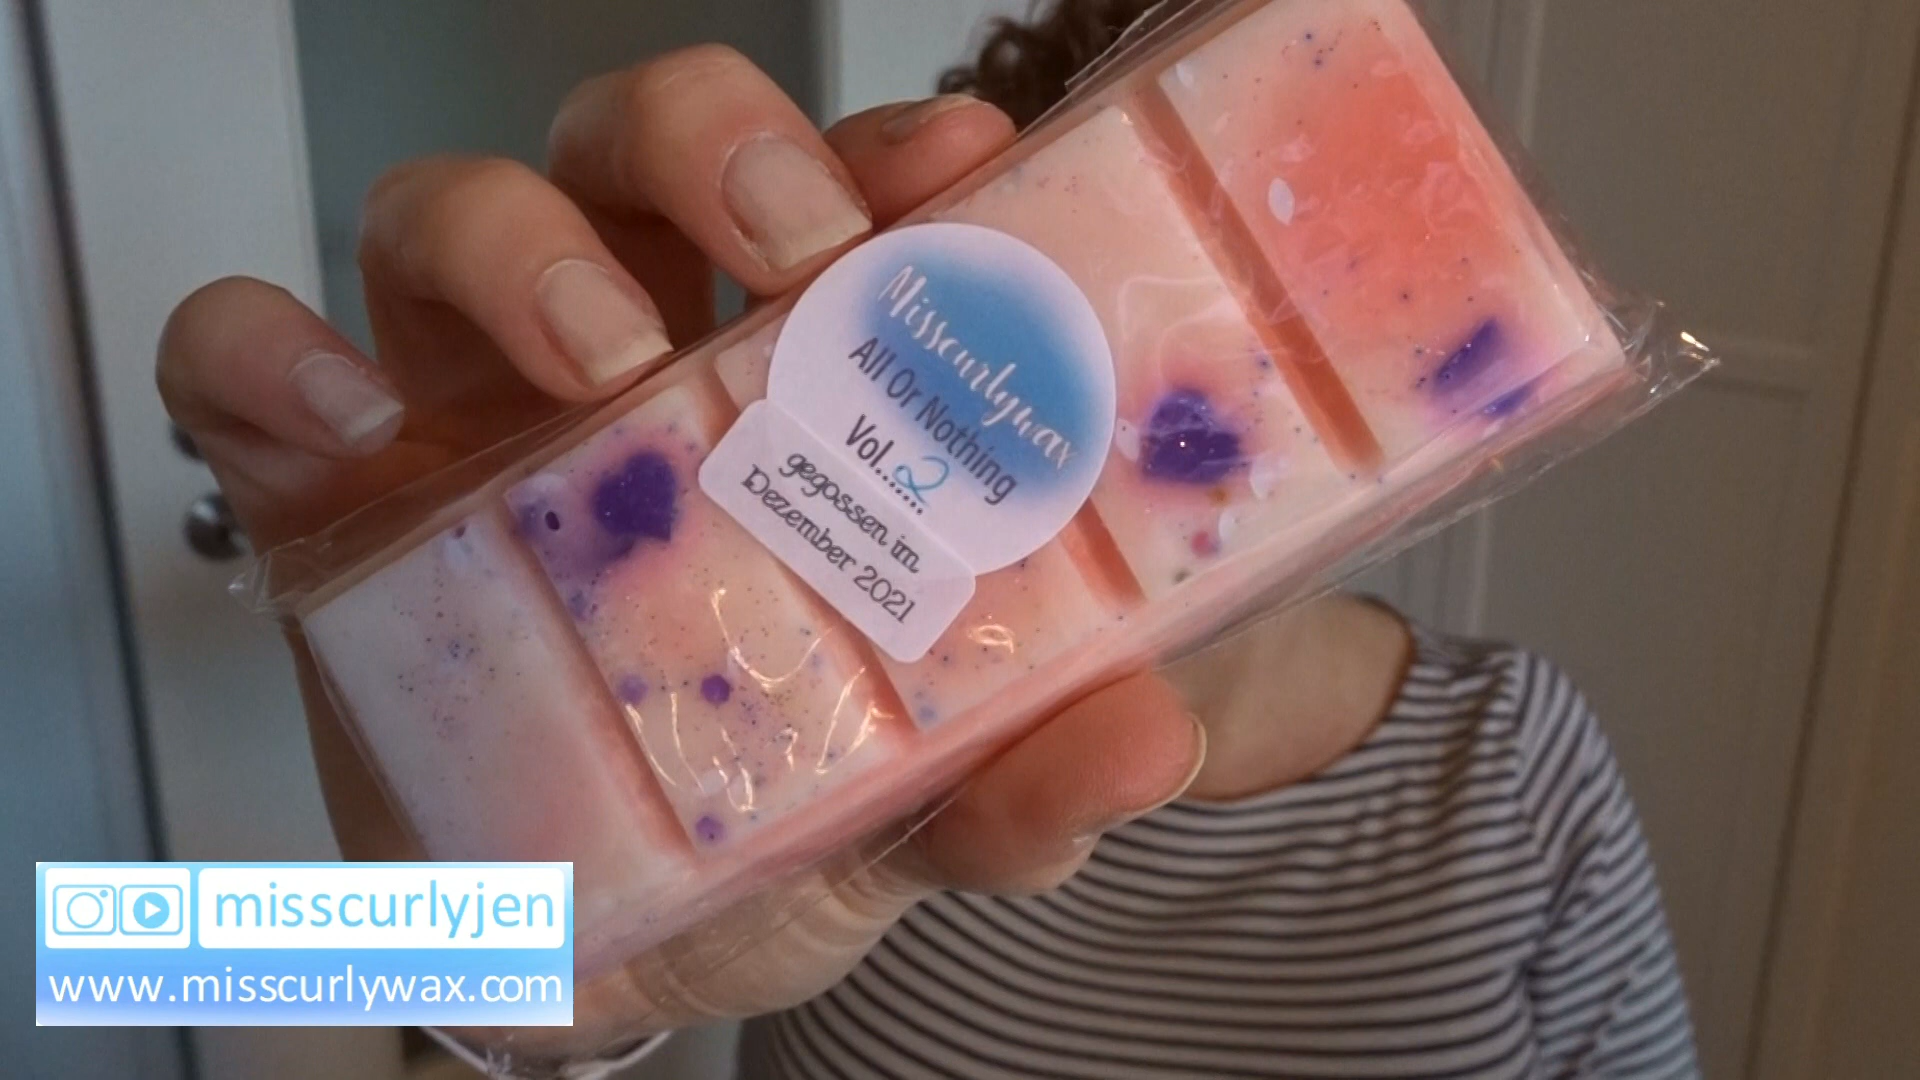 Misscurlywax
All Or Nothing
Vol..2.....
gegossen im
Dezember 2021
misscurlyjen
www.misscurlywax.com